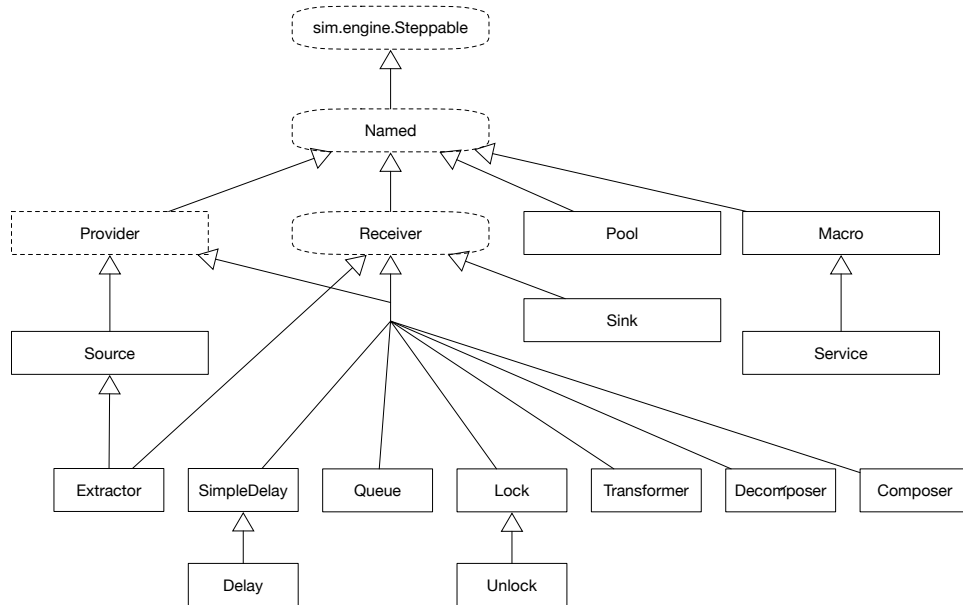 sim.engine.Steppable
Named
Provider
Receiver
Pool
Macro
Sink
Source
Service
Extractor
SimpleDelay
Queue
Lock
Transformer
Decomposer
Composer
Delay
Unlock